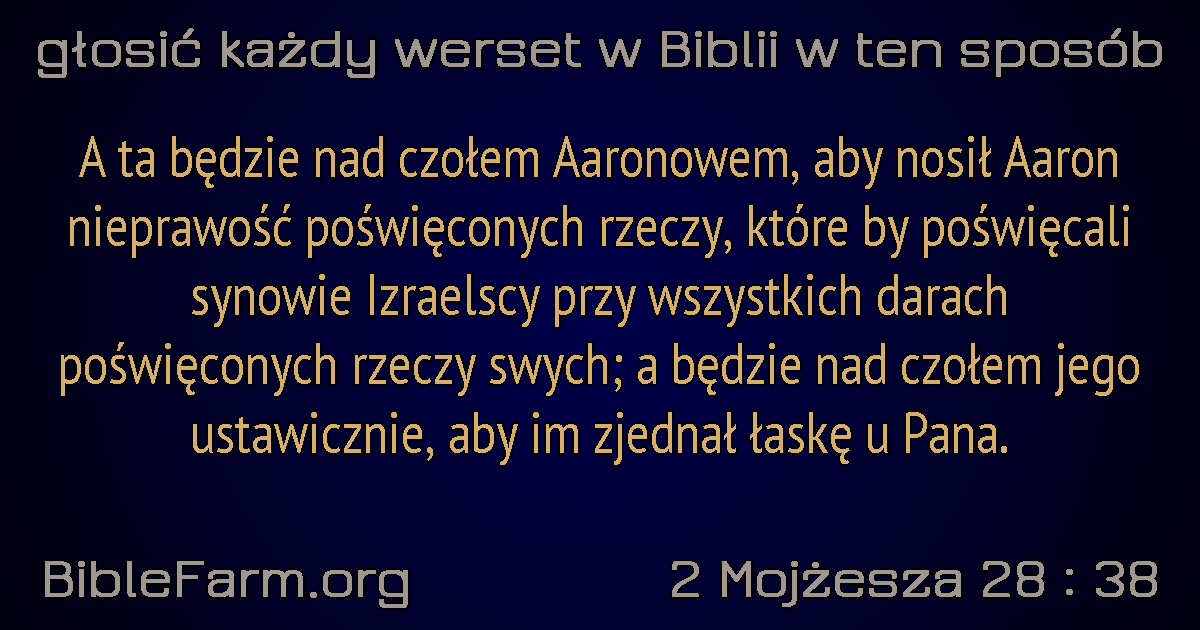 głosić każdy werset w Biblii w ten sposób
A ta będzie nad czołem Aaronowem, aby nosił Aaron
nieprawość poświęconych rzeczy, które by poświęcali
synowie Izraelscy przy wszystkich darach
poświęconych rzeczy swych; a będzie nad czołem jego
ustawicznie, aby im zjednał łaskę u Pana.
BibleFarm.org
2 Mojżesza 28 : 38